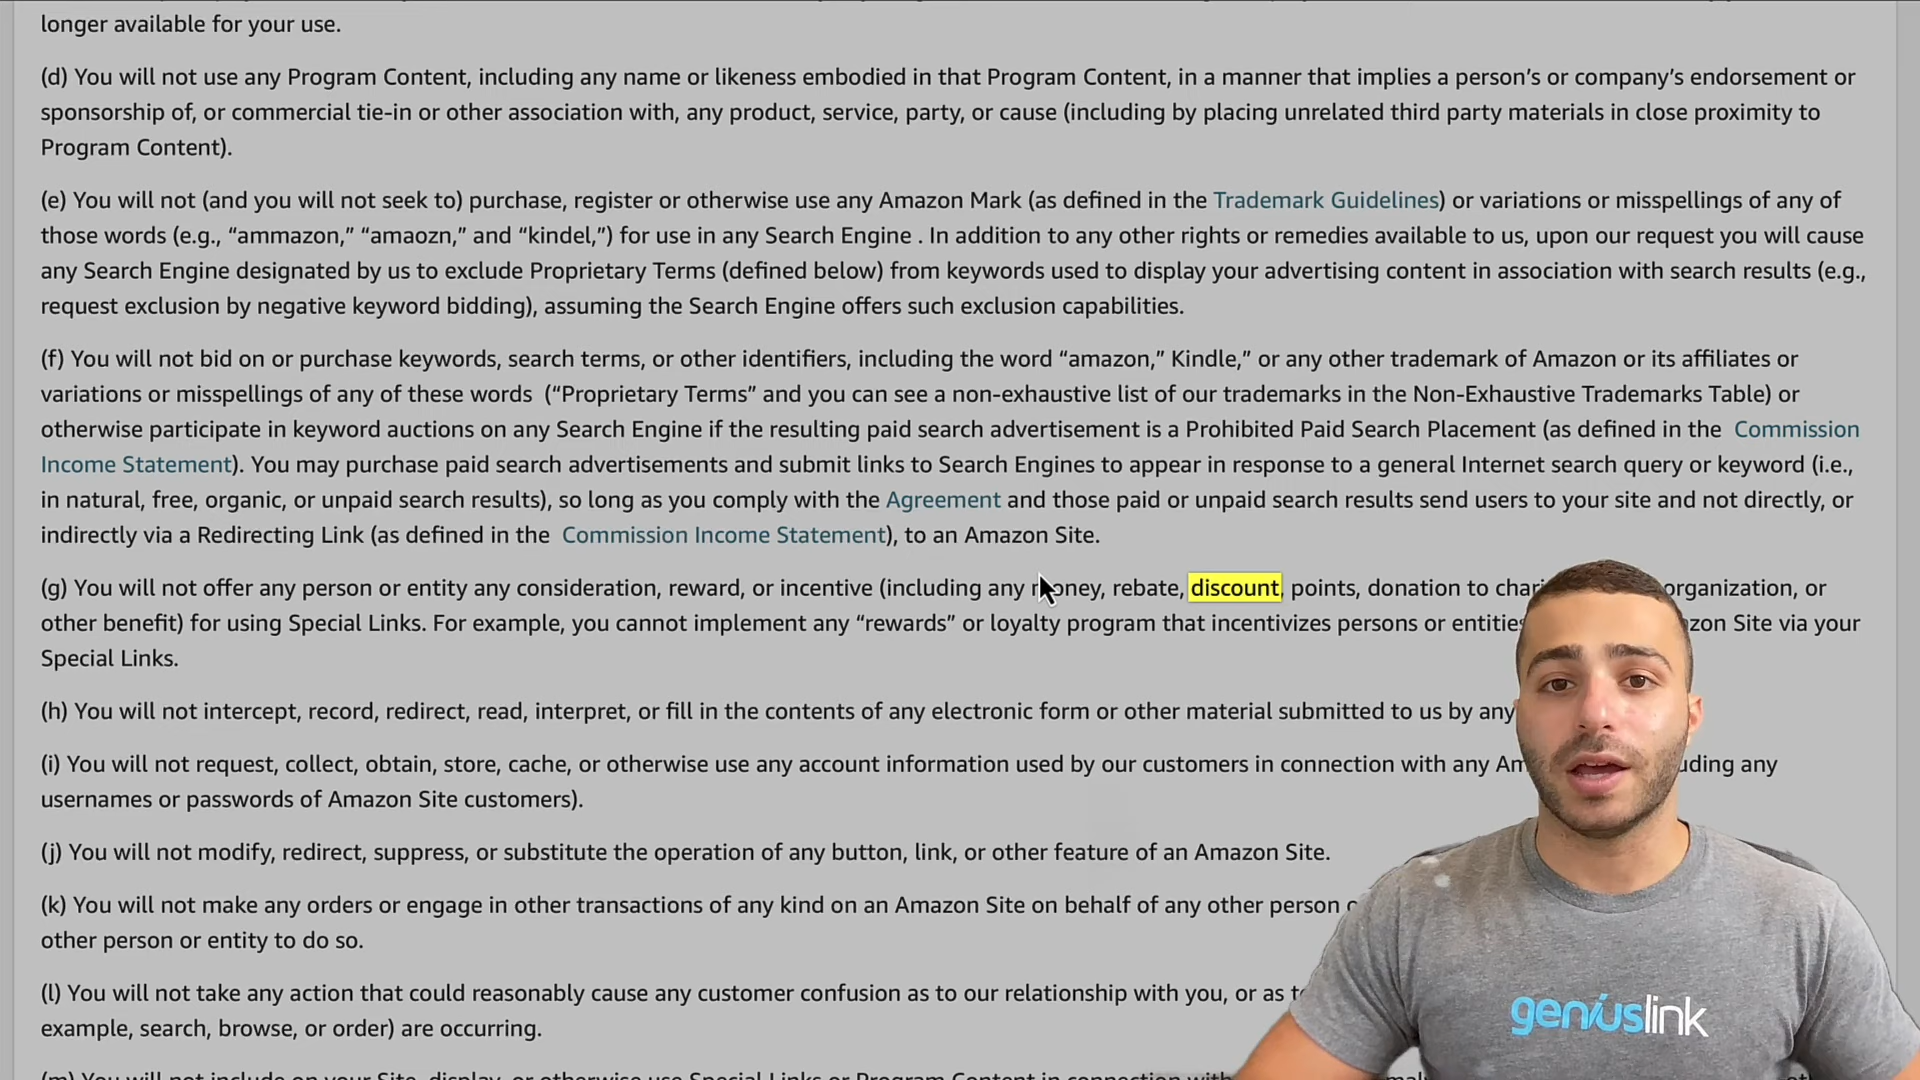 longer available for your use.
(d) You will not use any Program Content, including any name or likeness embodied in that Program Content, in a manner that implies a person’s or company’s endorsement or
sponsorship of, or commercial tie-in or other association with, any product, service, party, or cause (including by placing unrelated third party materials in close proximity to
Program Content).
(e) You will not (and you will not seek to) purchase, register or otherwise use any Amazon Mark (as defined in the Trademark Guidelines) or variations or misspellings of any of
those words (e.g., “ammazon,” “amaozn,” and “kindel,”) for use in any Search Engine . In addition to any other rights or remedies available to us, upon our request you will cause
any Search Engine designated by us to exclude Proprietary Terms (defined below) from keywords used to display your advertising content in association with search results (e.g.,
request exclusion by negative keyword bidding), assuming the Search Engine offers such exclusion capabilities.
(f) You will not bid on or purchase keywords, search terms, or other identifiers, including the word “amazon,” Kindle,” or any other trademark of Amazon or its affiliates or
variations or misspellings of any of these words (“Proprietary Terms” and you can see a non-exhaustive list of our trademarks in the Non-Exhaustive Trademarks Table) or
otherwise participate in keyword auctions on any Search Engine if the resulting paid search advertisement is a Prohibited Paid Search Placement (as defined in the Commission
Income Statement). You may purchase paid search advertisements and submit links to Search Engines to appear in response to a general Internet search query or keyword (i.e.,
in natural, free, organic, or unpaid search results), so long as you comply with the Agreement and those paid or unpaid search results send users to your site and not directly, or
indirectly via a Redirecting Link (as defined in the Commission Income Statement), to an Amazon Site.
(g) You will not offer any person or entity any consideration, reward, or incentive (including any money, rebate, discount, points, donation to organization, or
other benefit) for using Special Links. For example, you cannot implement any “rewards” or loyalty program that incentivizes persons or entities Site via your
Special Links.
(h) You will not intercept, record, redirect, read, interpret, or fill in the contents of any electronic form or other material submitted to us by any
(i) You will not request, collect, obtain, store, cache, or otherwise use any account information used by our customers in connection with any any
usernames or passwords of Amazon Site customers).
(j) You will not modify, redirect, suppress, or substitute the operation of any button, link, or other feature of an Amazon Site.
(k) You will not make any orders or engage in other transactions of any kind on an Amazon Site on behalf of any other person
other person or entity to do so.
(l) You will not take any action that could reasonably cause any customer confusion as to our relationship with you, or as
example, search, browse, or order) are occurring.
geniuslink